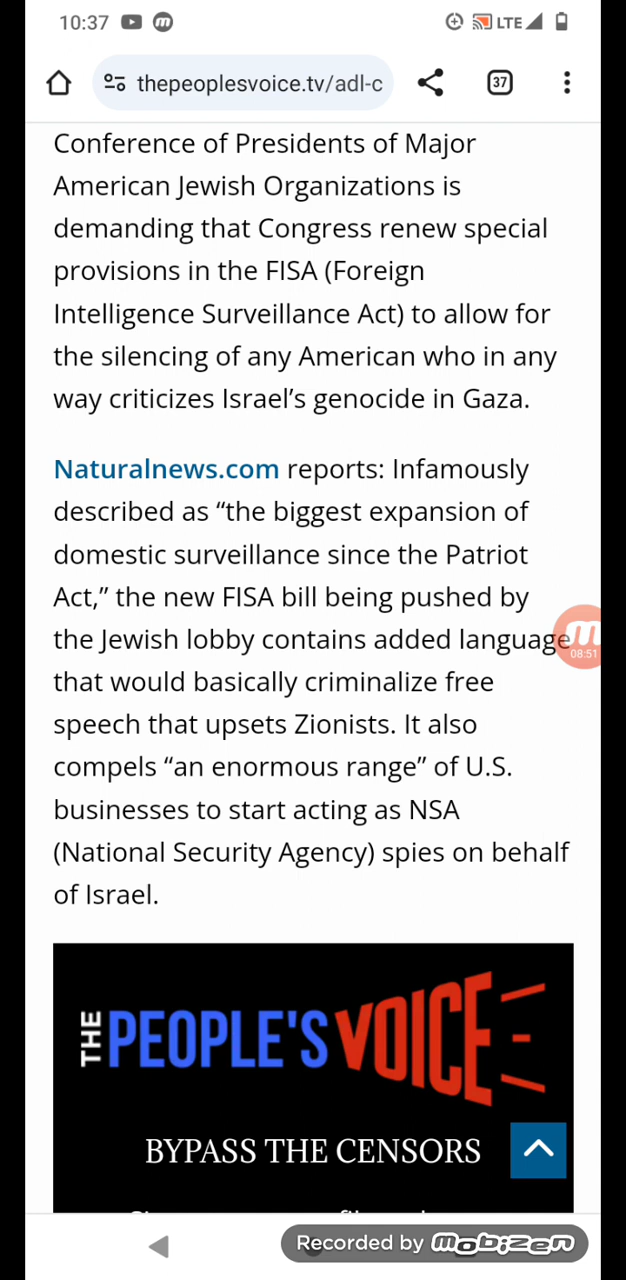 10:37
LTE
thepeoplesvoice.tv/adl-c
37
Conference of Presidents of Major
American Jewish Organizations is
demanding that Congress renew special
provisions in the FISA (Foreign
Intelligence Surveillance Act) to allow for
the silencing of any American who in any
way criticizes Israel’s genocide in Gaza.
Naturalnews.com reports: Infamously
described as “the biggest expansion of
domestic surveillance since the Patriot
Act,” the new FISA bill being pushed by
the Jewish lobby contains added language
08:51
that would basically criminalize free
speech that upsets Zionists. It also
compels “an enormous range” of U.S.
businesses to start acting as NSA
(National Security Agency) spies on behalf
of Israel.
THE PEOPLE'S VOICE
BYPASS THE CENSORS
Recorded by mobizen